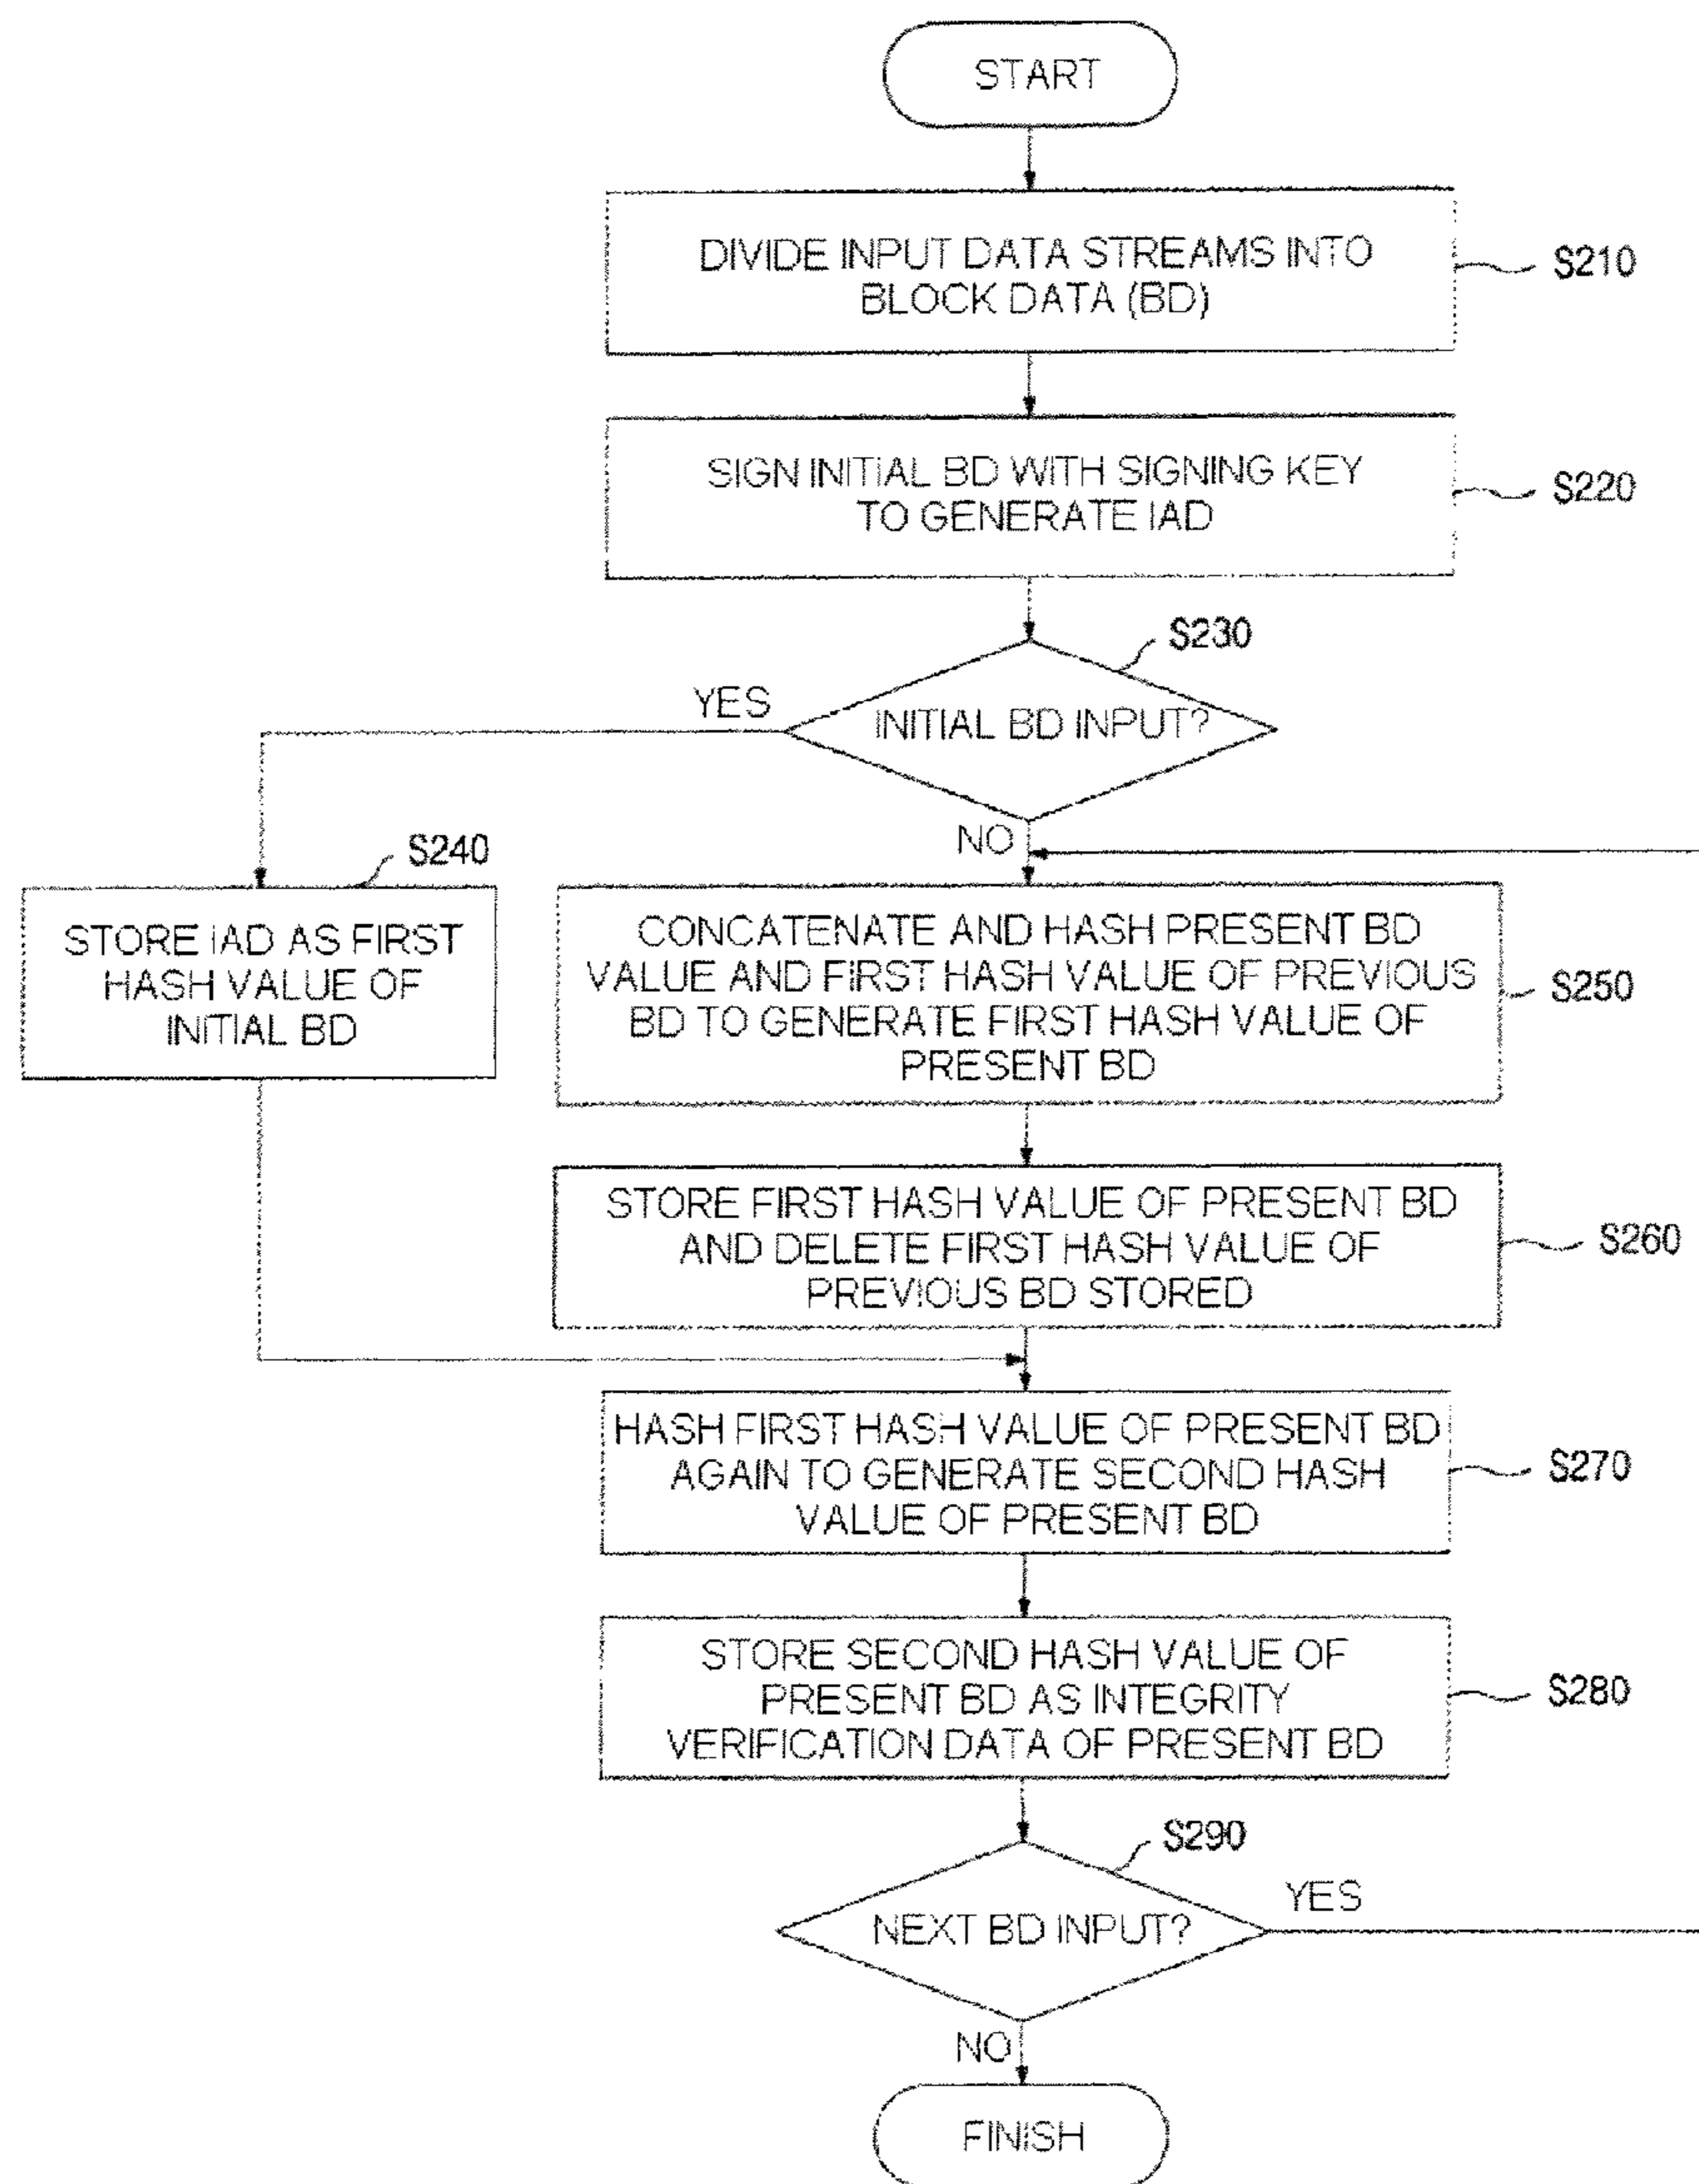 START
DIVIDE INPUT DATA STREAMS INTO
BLOCK DATA (BD)
S210
SIGN INITIAL BD WITH SIGNING KEY
TO GENERATE IAD
S220
S230
YES
INITIAL BD INPUT?
NO
S240
STORE IAD AS FIRST
HASH VALUE OF
INITIAL BD
CONCATENATE AND HASH PRESENT BD
VALUE AND FIRST HASH VALUE OF PREVIOUS
BD TO GENERATE FIRST HASH VALUE OF
PRESENT BD
S250
STORE FIRST HASH VALUE OF PRESENT BD
AND DELETE FIRST HASH VALUE OF
PREVIOUS BD STORED
S260
HASH FIRST HASH VALUE OF PRESENT BD
AGAIN TO GENERATE SECOND HASH
VALUE OF PRESENT BD
S270
STORE SECOND HASH VALUE OF
PRESENT BD AS INTEGRITY
VERIFICATION DATA OF PRESENT BD
S280
S290
YES
NEXT BD INPUT?
NO
FINISH